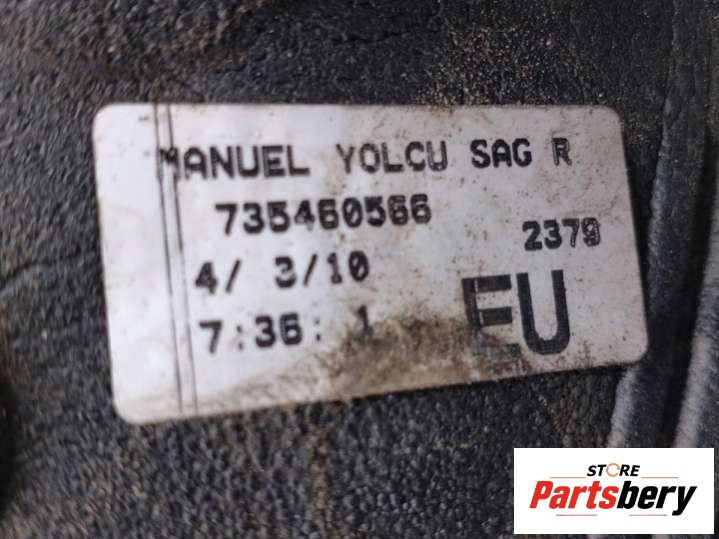 MANUEL YOLCU SAG R
735460566
2379
4/ 3/10
7:36: 1
EU
STORE
Partsbery